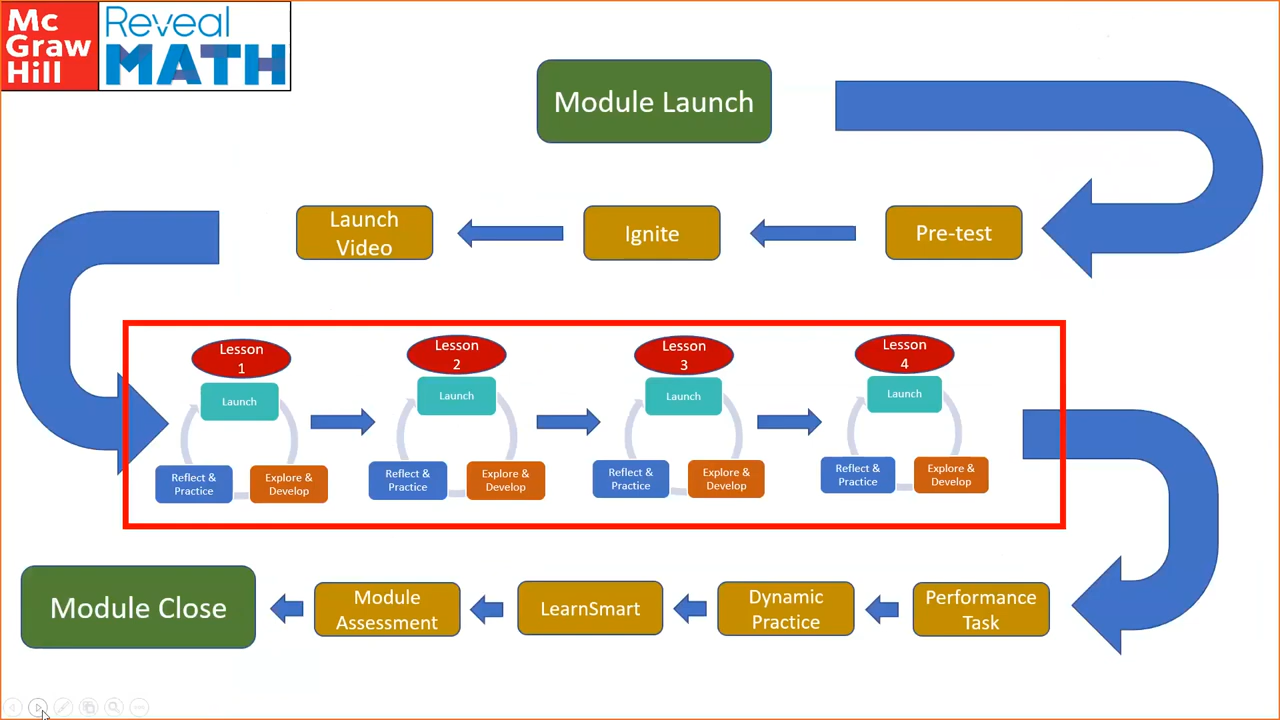 Mc
Graw
Hill
Reveal
MATH
Module Launch
Launch
Video
Ignite
Pre-test
Lesson
1
Launch
Reflect &
Practice
Explore &
Develop
Lesson
2
Launch
Reflect &
Practice
Explore &
Develop
Lesson
3
Launch
Reflect &
Practice
Explore &
Develop
Lesson
4
Launch
Reflect &
Practice
Explore &
Develop
Module Close
Module
Assessment
LearnSmart
Dynamic
Practice
Performance
Task